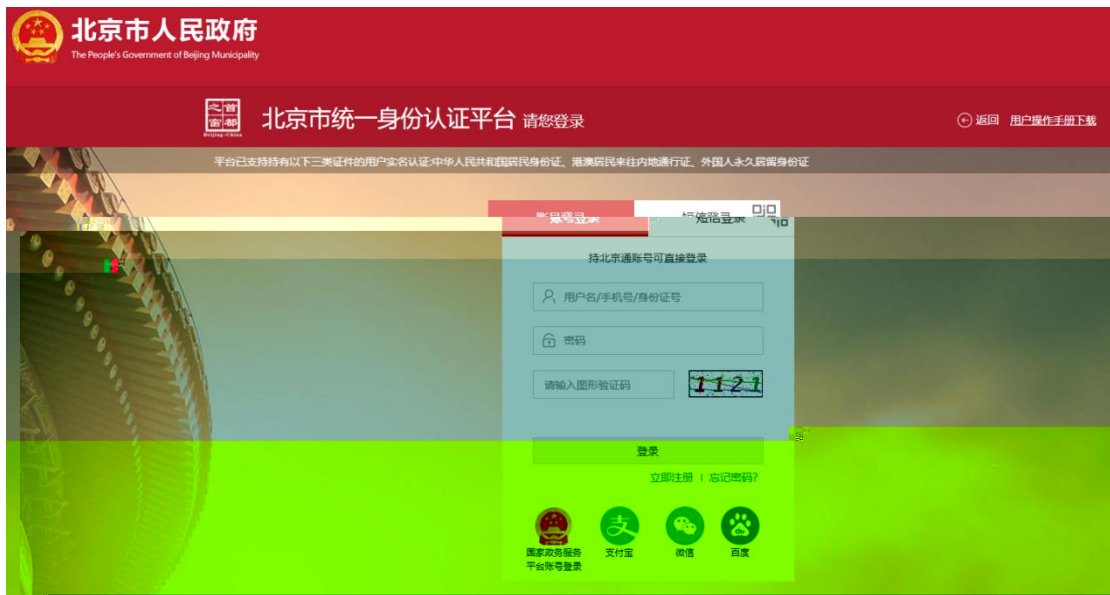 北京市人民政府
The People's Government of Beijing Municipality
首都之窗
Beijing-China
北京市统一身份认证平台 请您登录
返回 用户操作手册下载
平台已支持持有以下三类证件的用户实名认证:中华人民共和国居民身份证、港澳居民来往内地通行证、外国人永久居留身份证
账号登录 短信登录
持北京通账号可直接登录
用户名/手机号/身份证号
密码
请输入图形验证码 1121
登录
立即注册 | 忘记密码?
国家政务服务 支付宝 微信 百度
平台账号登录